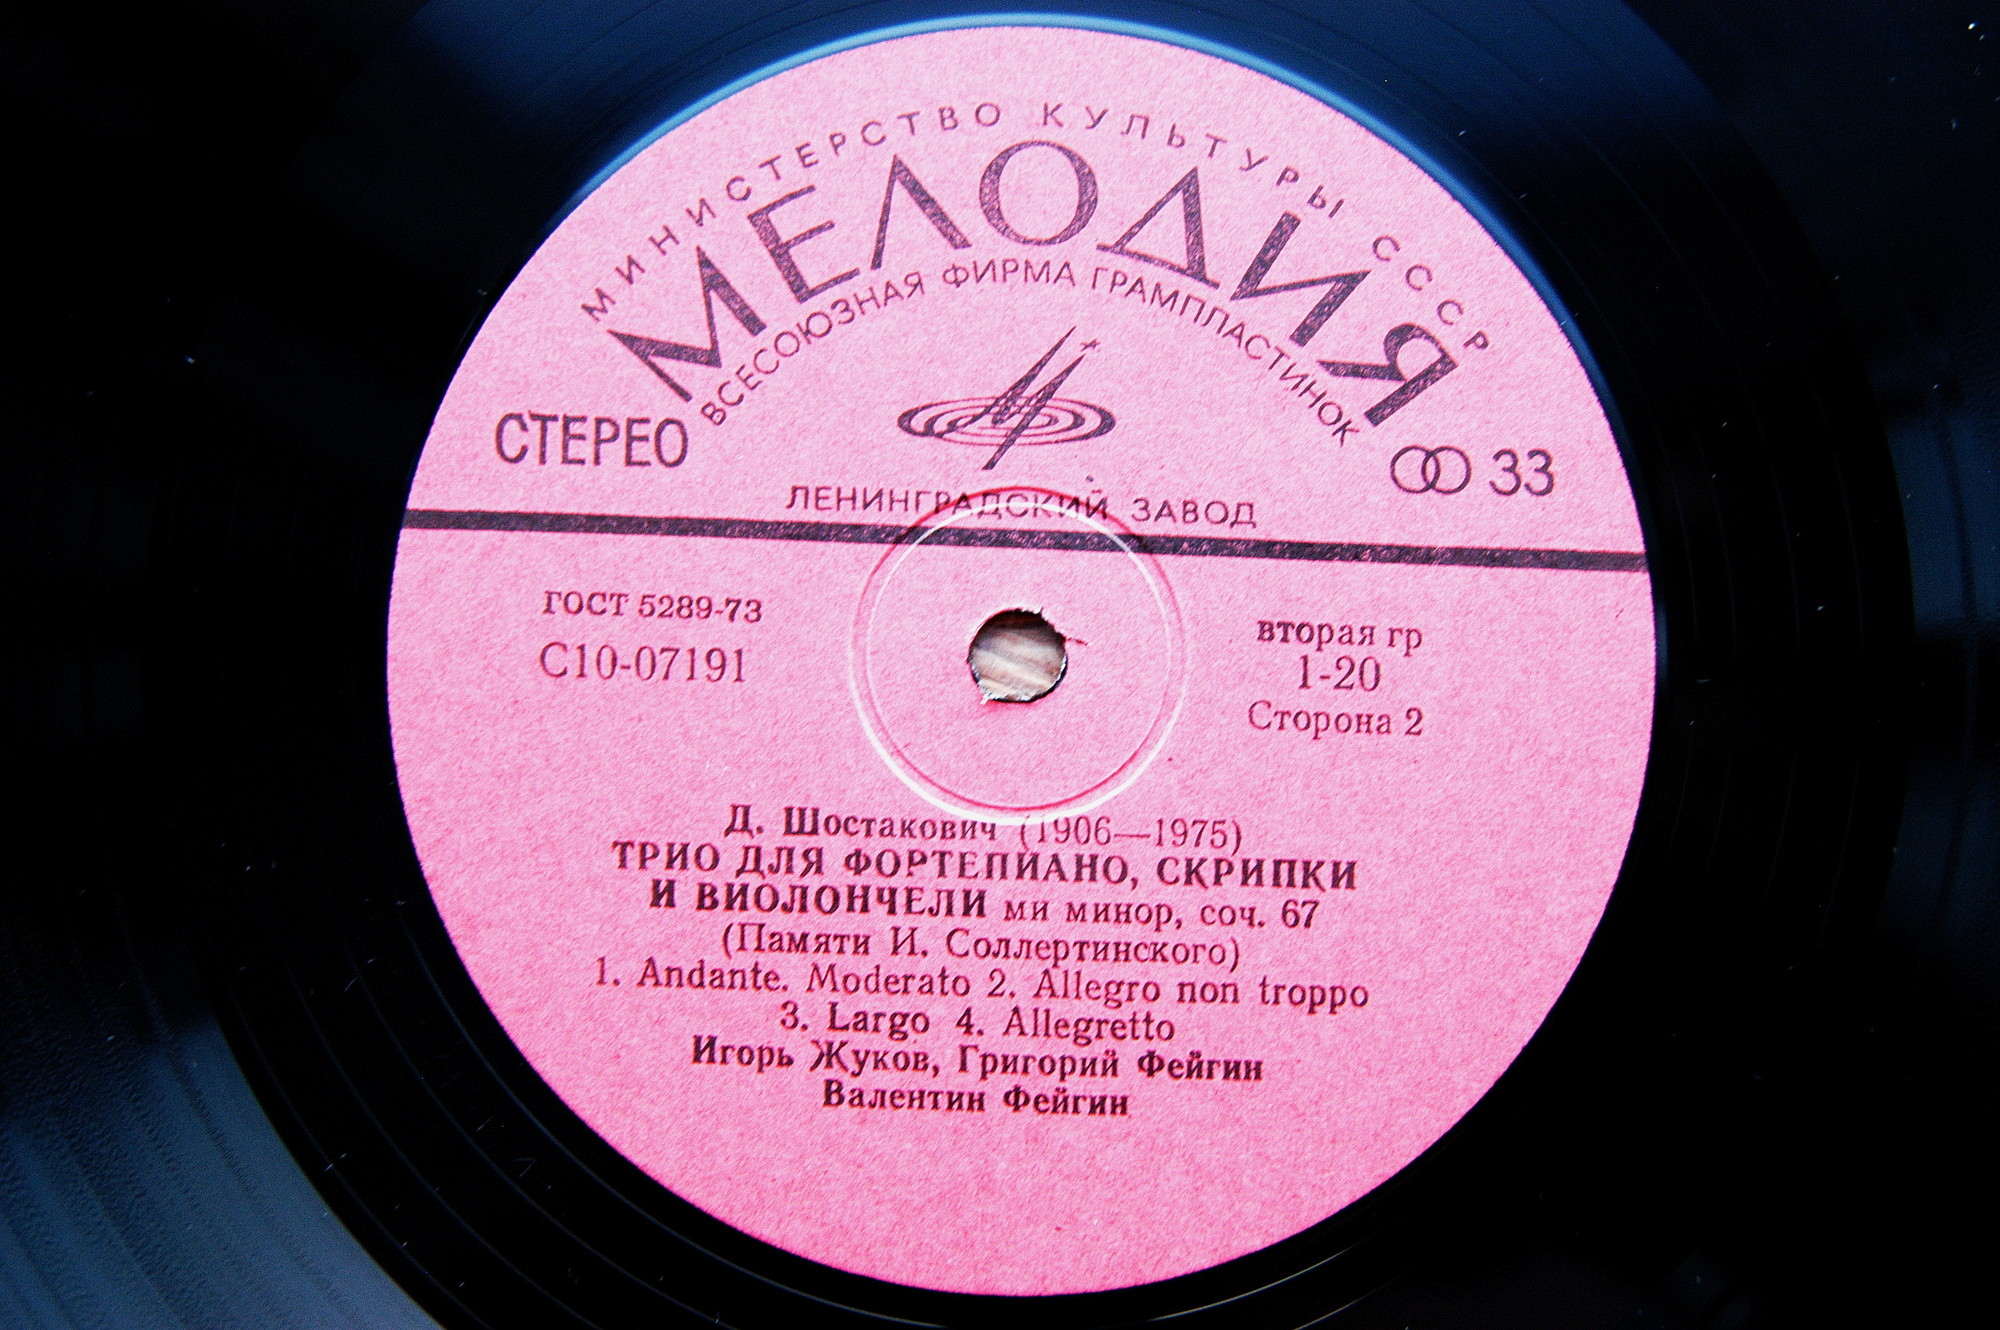 МИНИСТЕРСТВО КУЛЬТУРЫ СССР
МЕЛОДИЯ
ВСЕСОЮЗНАЯ ФИРМА ГРАМПЛАСТИНОК
СТЕРЕО
33
ЛЕНИНГРАДСКИЙ ЗАВОД
ГОСТ 5289-73
С10-07191
вторая гр
1-20
Сторона 2
Д. Шостакович (1906—1975)
ТРИО ДЛЯ ФОРТЕПИАНО, СКРИПКИ
И ВИОЛОНЧЕЛИ ми минор, соч. 67
(Памяти И. Соллертинского)
1. Andante. Moderato 2. Allegro non troppo
3. Largo 4. Allegretto
Игорь Жуков, Григорий Фейгин
Валентин Фейгин